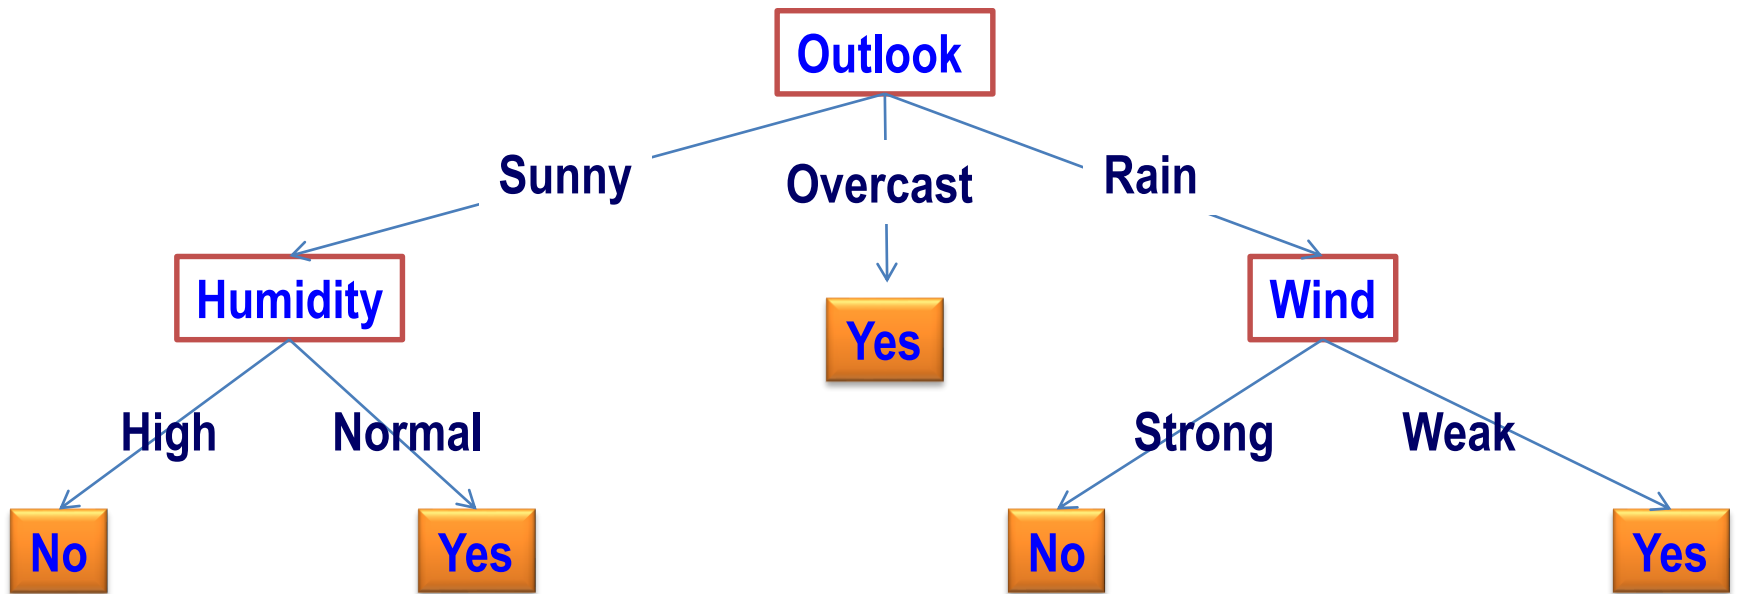 Outlook
Sunny
Overcast
Rain
Humidity
Yes
Wind
High
Normal
Strong
Weak
No
Yes
No
Yes